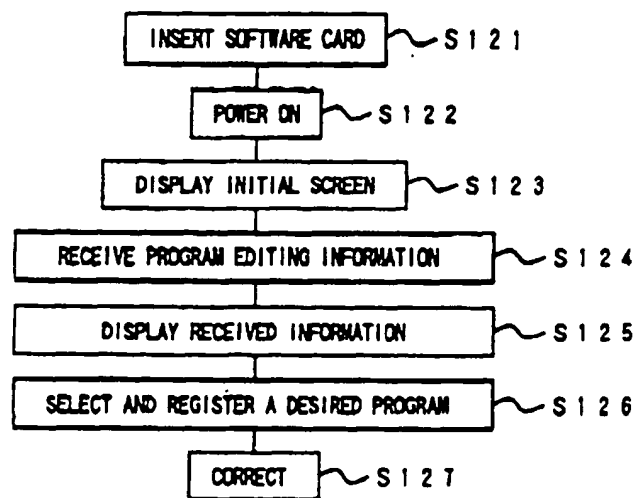 INSERT SOFTWARE CARD S121
POWER ON S122
DISPLAY INITIAL SCREEN S123
RECEIVE PROGRAM EDITING INFORMATION S124
DISPLAY RECEIVED INFORMATION S125
SELECT AND REGISTER A DESIRED PROGRAM S126
CORRECT S127